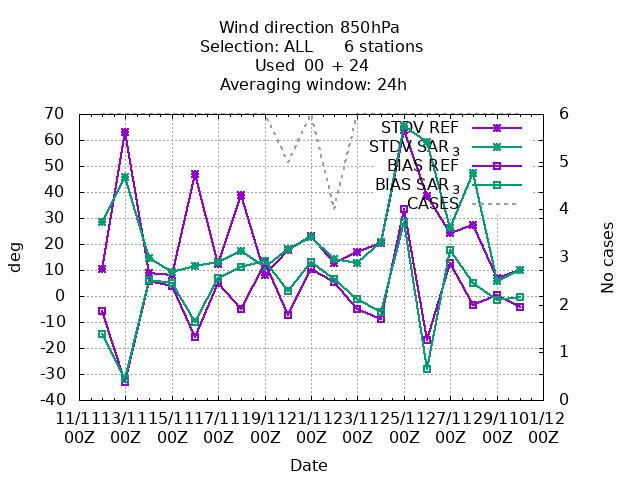 Wind direction 850hPa
Selection: ALL 6 stations
Used 00 + 24
Averaging window: 24h
70 6
60
50 5
40
30 4
20
10 3
0
-10 2
-20
-30 1
-40 0
STDV REF
STDV SAR 3
BIAS REF
BIAS SAR 3
CASES
deg
No cases
11/11 13/11 15/11 17/11 19/11 21/11 23/11 25/11 27/11 29/11 01/12
00Z 00Z 00Z 00Z 00Z 00Z 00Z 00Z 00Z 00Z 00Z
Date